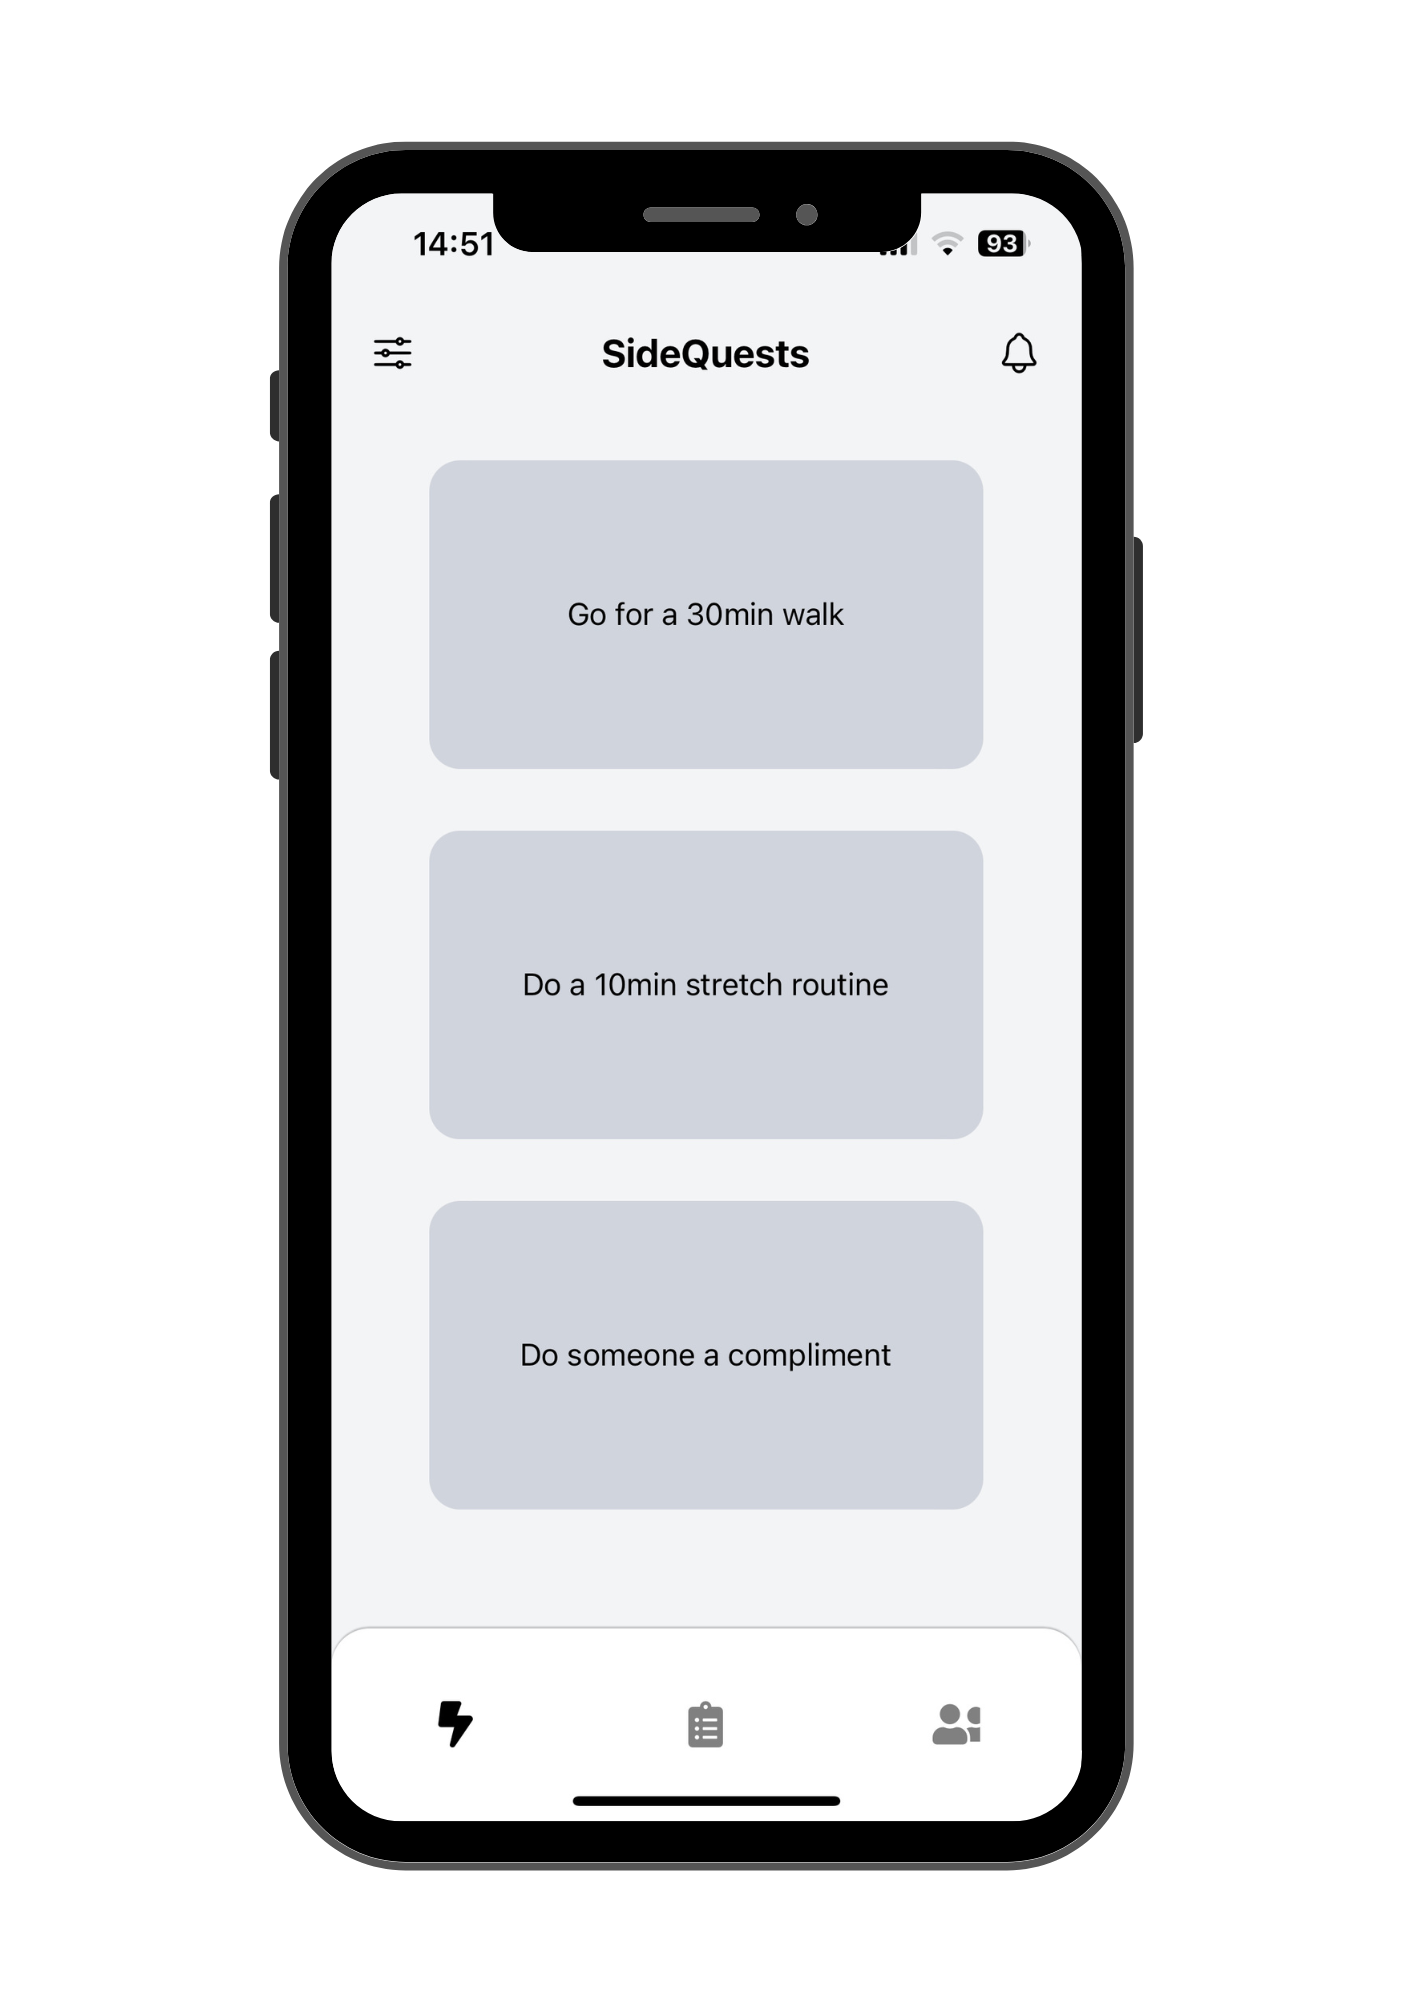 14:51
93
SideQuests
Go for a 30min walk
Do a 10min stretch routine
Do someone a compliment